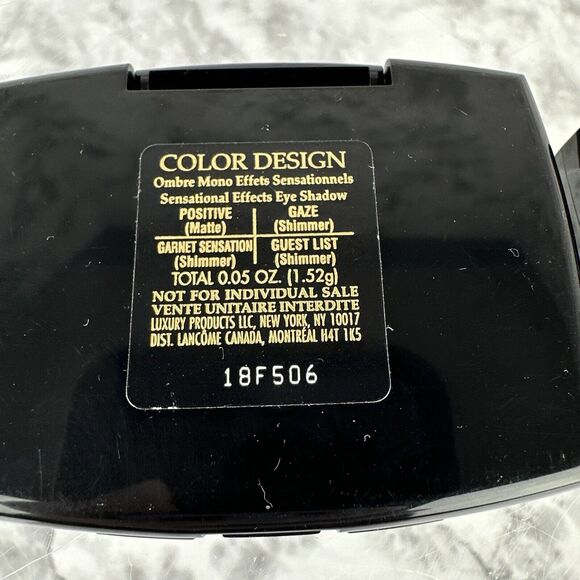 COLOR DESIGN
Ombre Mono Effets Sensationnels
Sensational Effects Eye Shadow
POSITIVE GAZE
(Matte) (Shimmer)
GARNET SENSATION GUEST LIST
(Shimmer) (Shimmer)
TOTAL 0.05 OZ. (1.52g)
NOT FOR INDIVIDUAL SALE
VENTE UNITAIRE INTERDITE
LUXURY PRODUCTS LLC, NEW YORK, NY 10017
DIST. LANCÔME CANADA, MONTRÉAL H4T 1K5
18F506